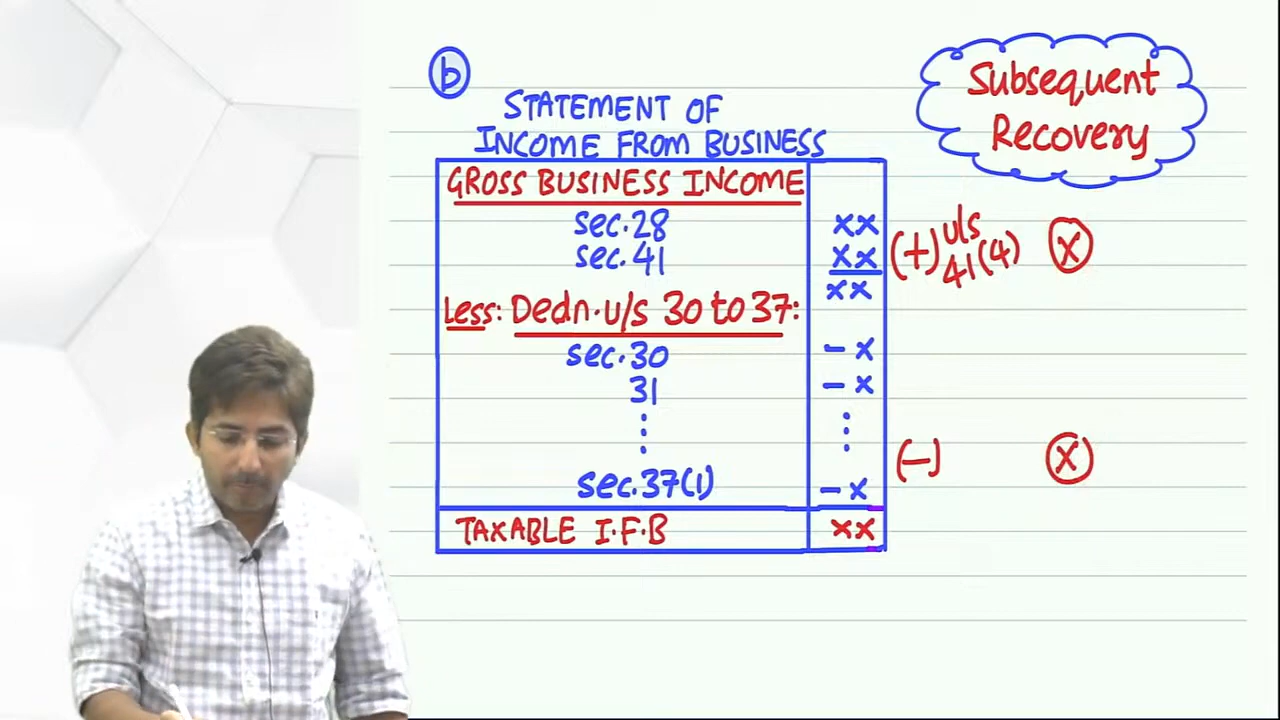 b
STATEMENT OF
INCOME FROM BUSINESS
GROSS BUSINESS INCOME
sec.28 xx
sec.41 xx
xx
Less: Dedn. u/s 30 to 37:
sec.30 - x
31 - x
⋮ ⋮
sec.37(1) - x
TAXABLE I.F.B xx
Subsequent
Recovery
(+) u/s
41(4) x
(-) x